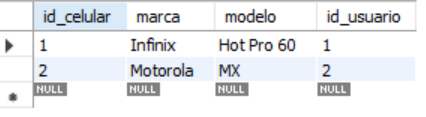 id_celular marca modelo id_usuario
1 Infinix Hot Pro 60 1
2 Motorola MX 2
NULL NULL NULL NULL